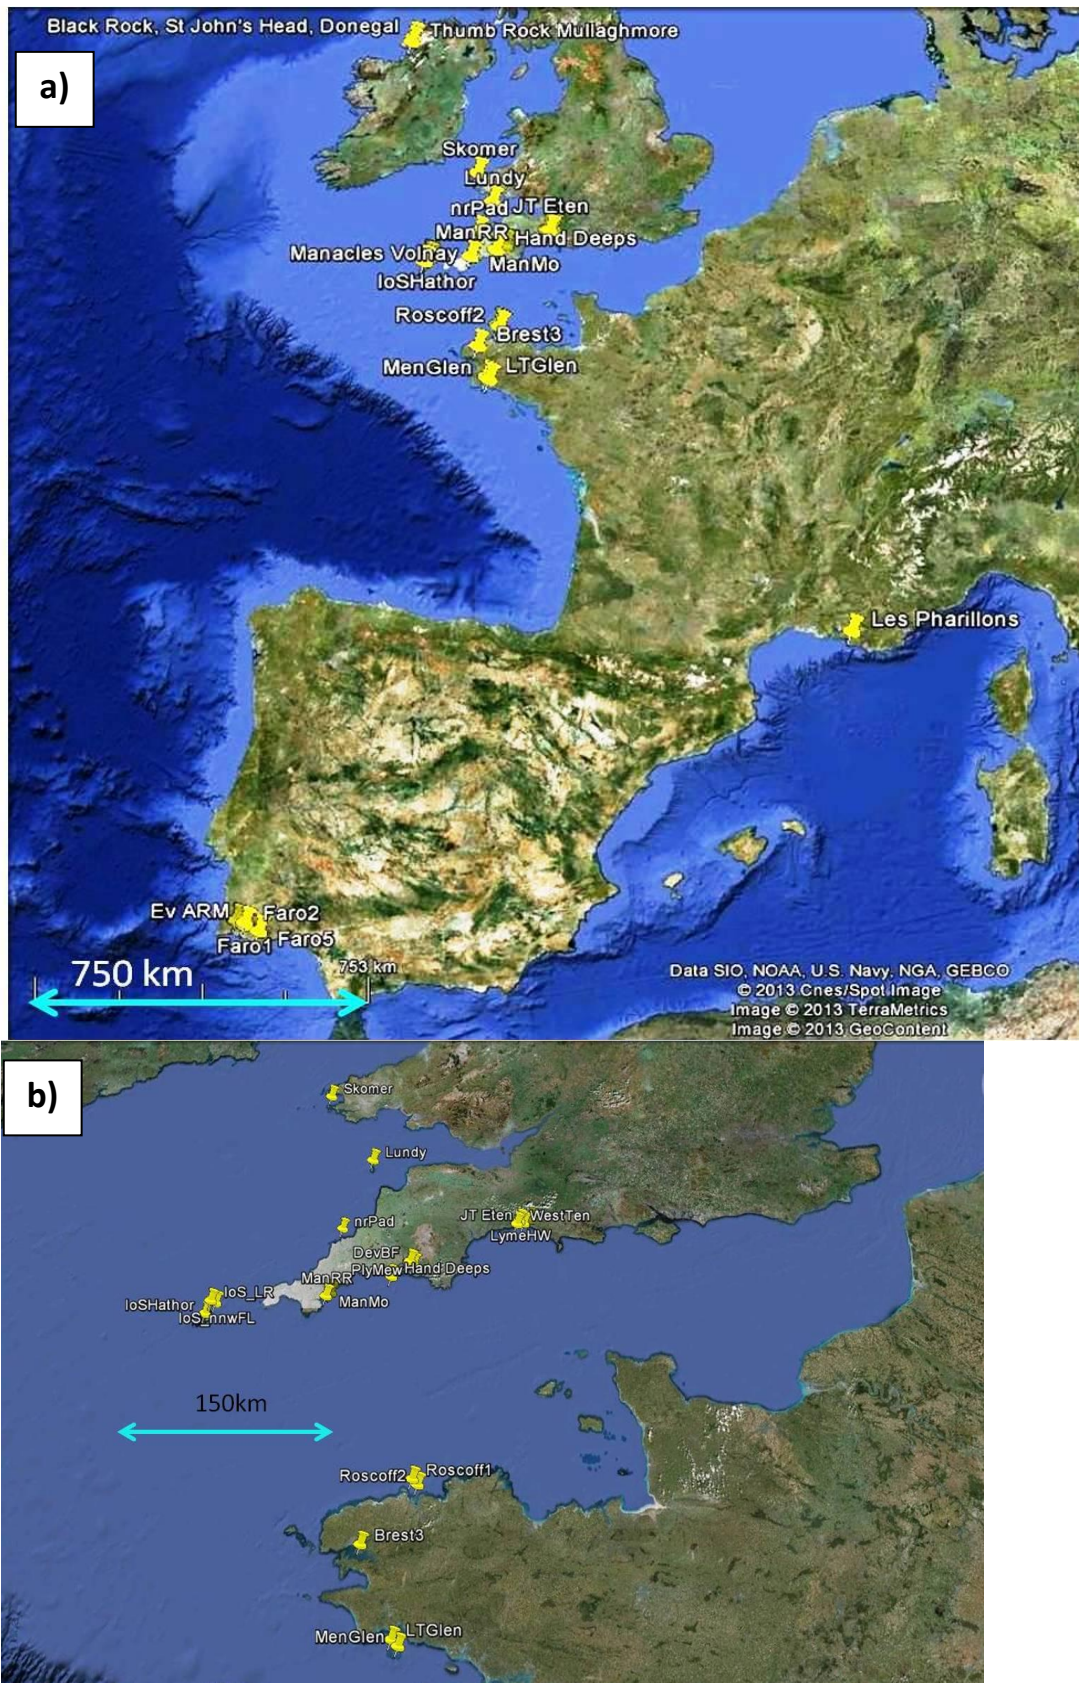 Black Rock, St John's Head, Donegal
Thumb Rock Mullaghmore
a)
Skomer
Lundy
nrPad JT Eten
ManRR Hand Deeps
Manacles Volnay
ManMo
IoSHathor
Roscoff2
Brest3
MenGlen LTGlen
Les Pharillons
Ev ARM Faro2
Faro1 Faro5
750 km
753 km
Data SIO, NOAA, U.S. Navy, NGA, GEBCO
© 2013 Cnes/Spot Image
Image © 2013 TerraMetrics
Image © 2013 GeoContent
b)
Skomer
Lundy
nrPad
JT Eten WestTen
LymeHW
DevBF
PlyMew Hand Deeps
ManRR
ManMo
IoS_LR
IoSHathor
IoS_nnwFL
150km
Roscoff2 Roscoff1
Brest3
MenGlen LTGlen